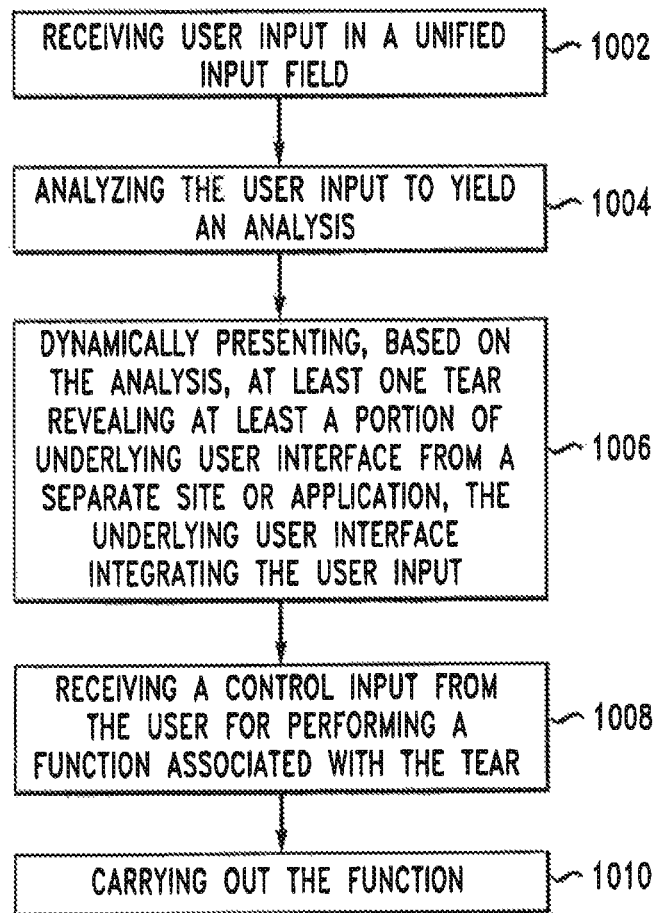 RECEIVING USER INPUT IN A UNIFIED
INPUT FIELD
1002
ANALYZING THE USER INPUT TO YIELD
AN ANALYSIS
1004
DYNAMICALLY PRESENTING, BASED ON
THE ANALYSIS, AT LEAST ONE TEAR
REVEALING AT LEAST A PORTION OF
UNDERLYING USER INTERFACE FROM A
SEPARATE SITE OR APPLICATION, THE
UNDERLYING USER INTERFACE
INTEGRATING THE USER INPUT
1006
RECEIVING A CONTROL INPUT FROM
THE USER FOR PERFORMING A
FUNCTION ASSOCIATED WITH THE TEAR
1008
CARRYING OUT THE FUNCTION
1010